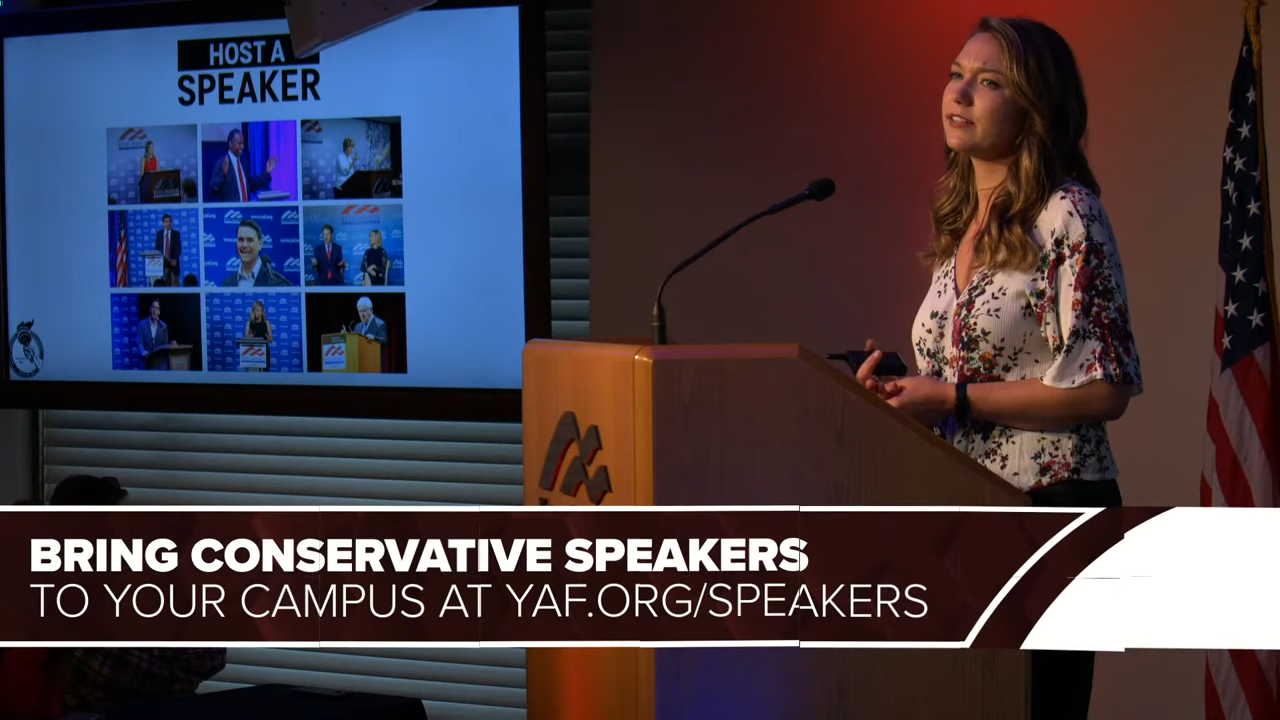 HOST A
SPEAKER
BRING CONSERVATIVE SPEAKERS
TO YOUR CAMPUS AT YAF.ORG/SPEAKERS